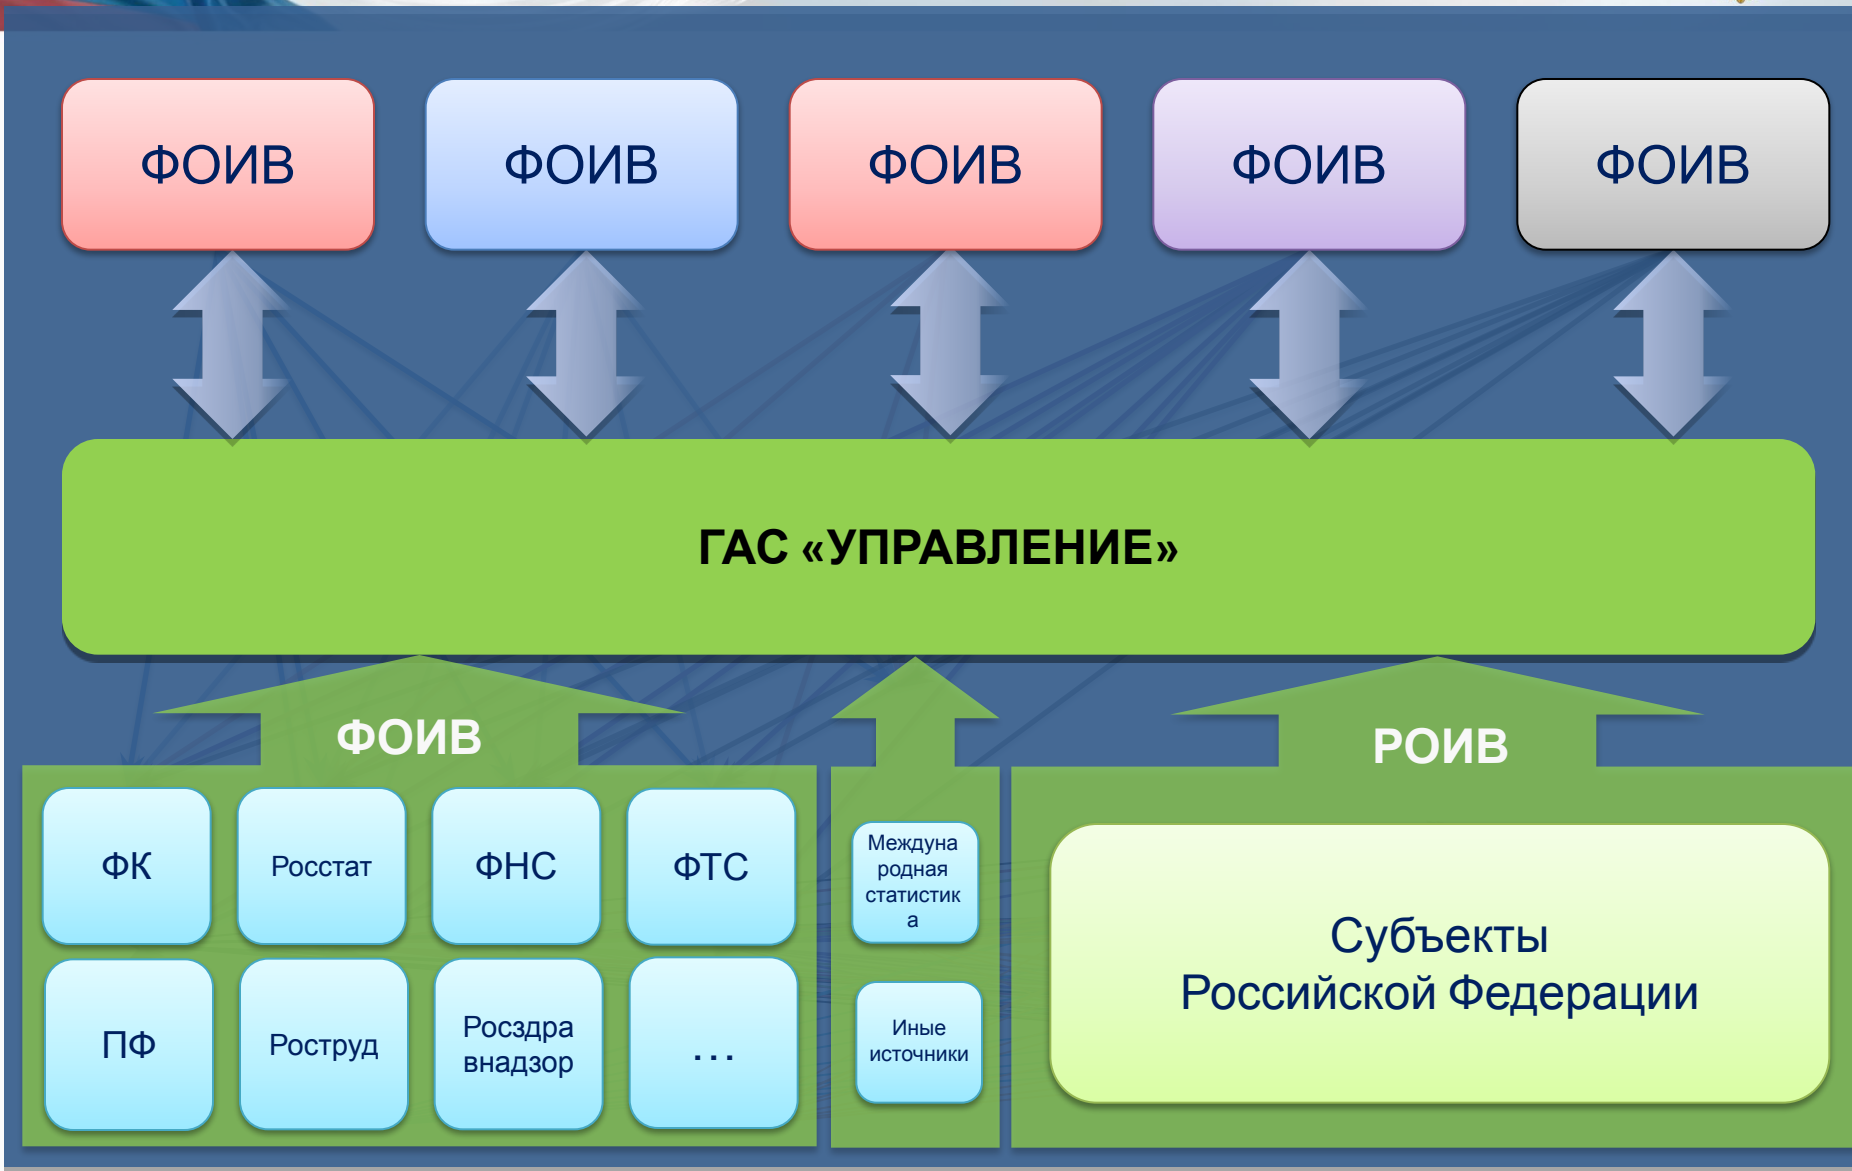 ФОИВ
ФОИВ
ФОИВ
ФОИВ
ФОИВ
ГАС «УПРАВЛЕНИЕ»
ФОИВ
ФК
Росстат
ФНС
ФТС
ПФ
Роструд
Росздра
внадзор
...
Междуна
родная
статистик
а
Иные
источники
РОИВ
Субъекты
Российской Федерации